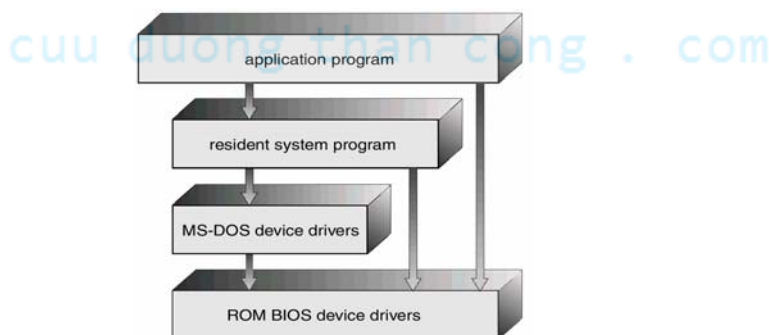 cuu duong than cong . com
application program
resident system program
MS-DOS device drivers
ROM BIOS device drivers